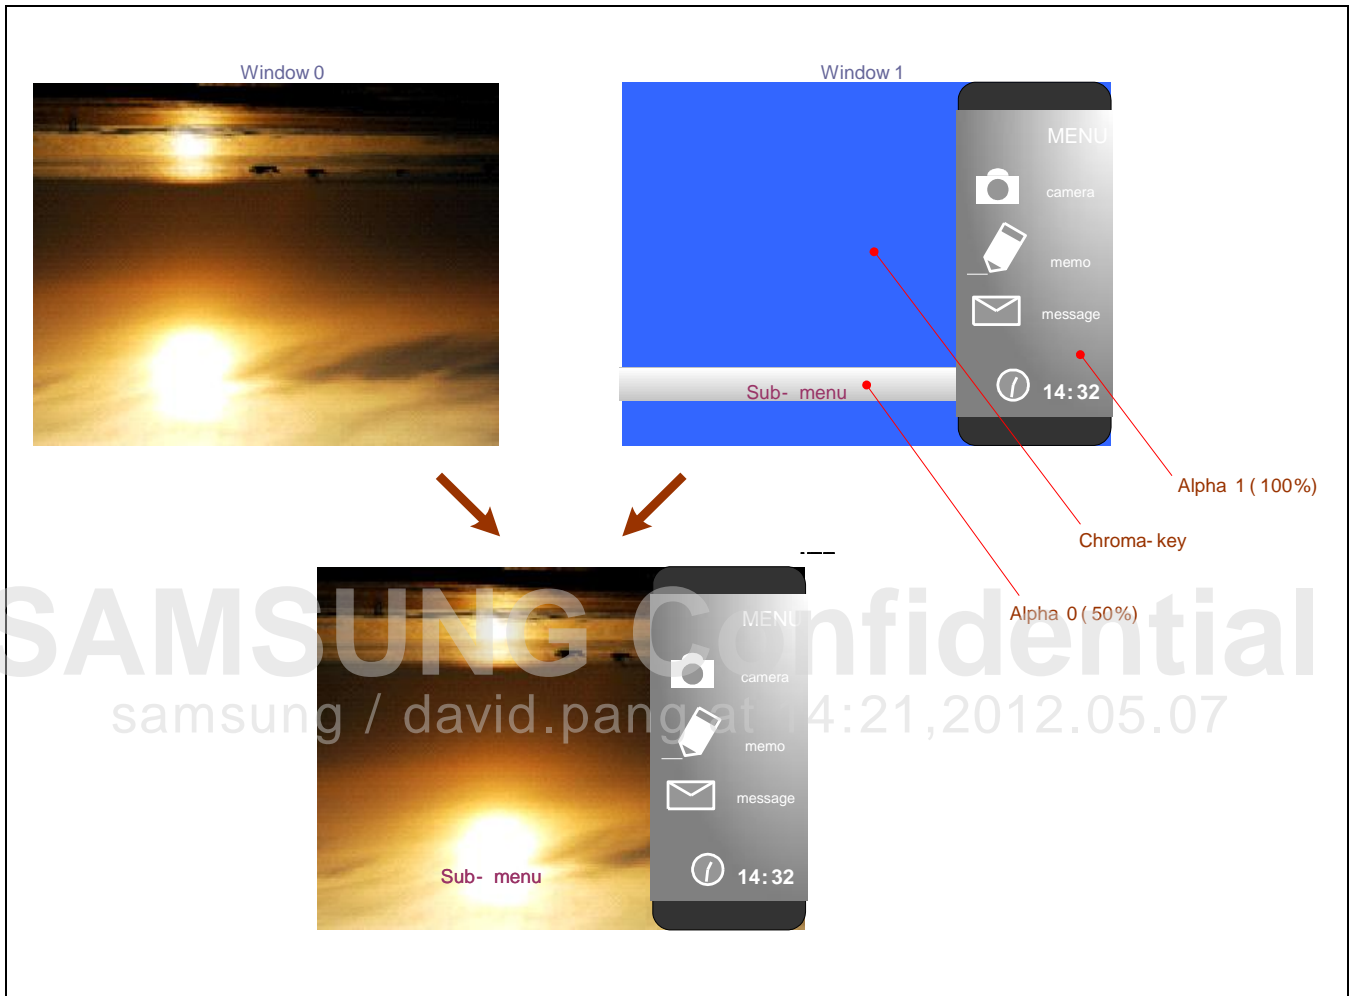 Window 0
Window 1
MENU
camera
memo
message
Sub- menu
14:32
Alpha 1 ( 100%)
Chroma- key
Alpha 0 ( 50%)
MENU
camera
memo
message
Sub- menu
14:32
SAMSUNG Confidential
samsung / david.pang at 14:21,2012.05.07